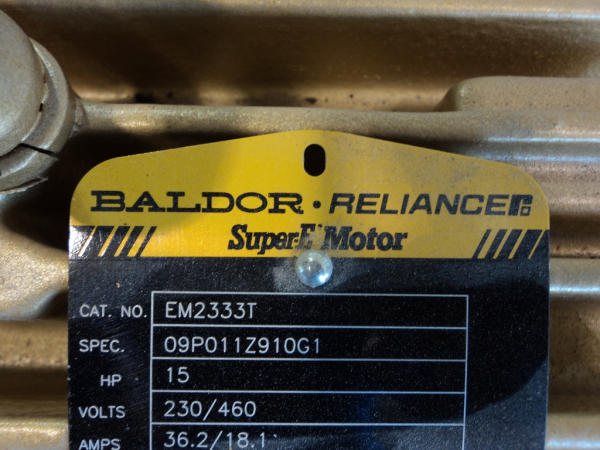 BALDOR • RELIANCE
Super-E Motor
CAT. NO. EM2333T
SPEC. 09P011Z910G1
HP 15
VOLTS 230/460
AMPS 36.2/18.1